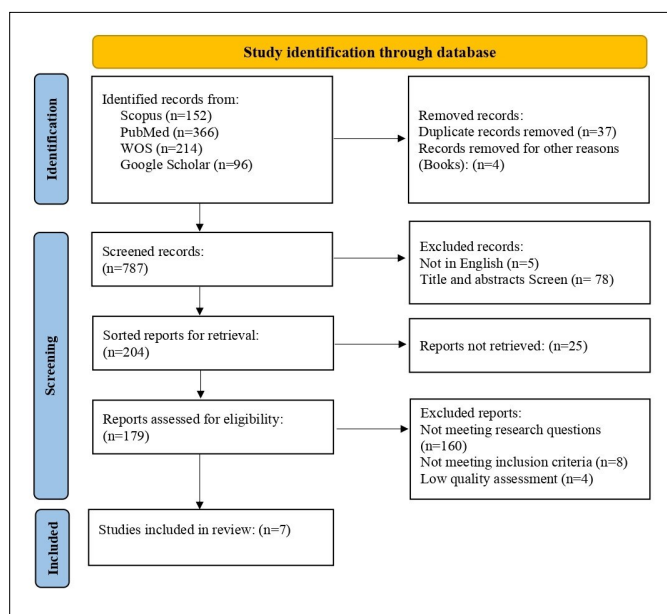 Study identification through database
Identification
Identified records from:
Scopus (n=152)
PubMed (n=366)
WOS (n=214)
Google Scholar (n=96)
Removed records:
Duplicate records removed (n=37)
Records removed for other reasons
(Books): (n=4)
Screening
Screened records:
(n=787)
Excluded records:
Not in English (n=5)
Title and abstracts Screen (n= 78)
Sorted reports for retrieval:
(n=204)
Reports not retrieved: (n=25)
Reports assessed for eligibility:
(n=179)
Excluded reports:
Not meeting research questions
(n=160)
Not meeting inclusion criteria (n=8)
Low quality assessment (n=4)
Included
Studies included in review: (n=7)